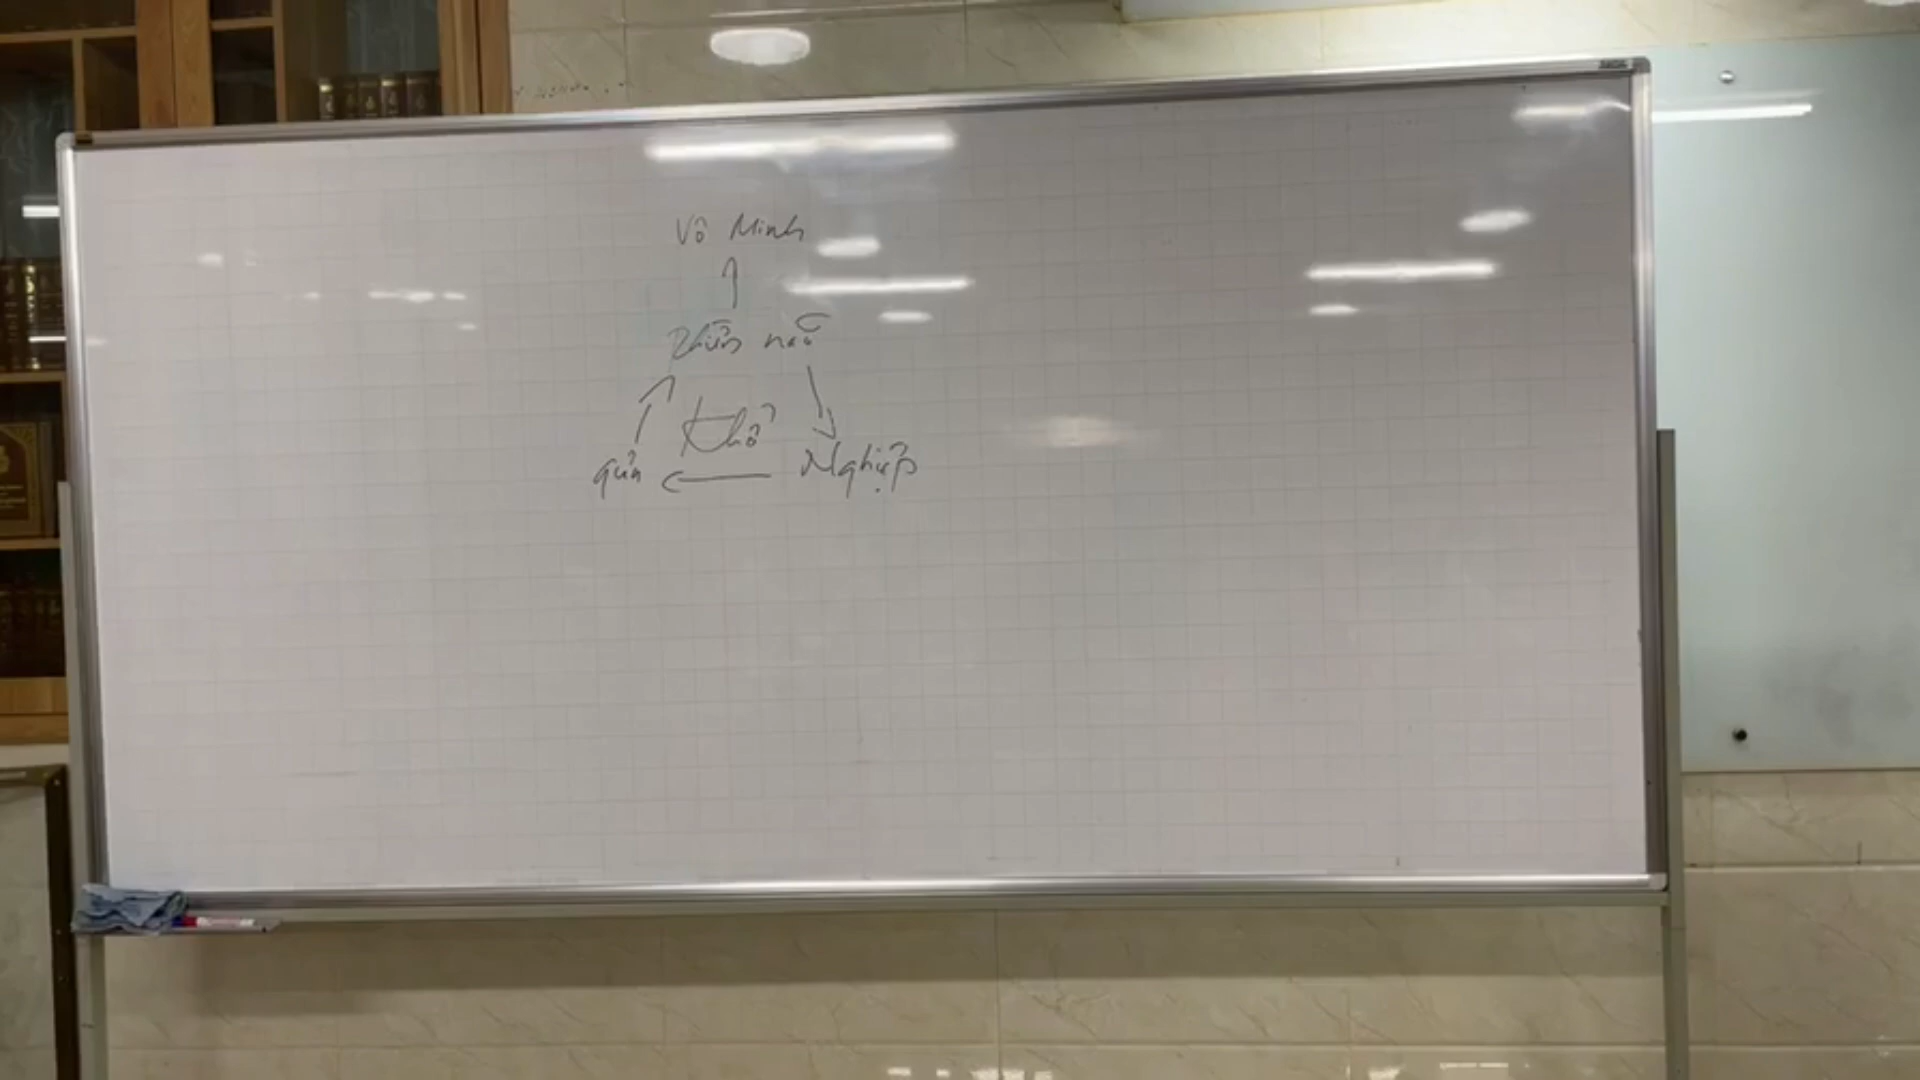 Vô Minh
Phiền não
Khổ
quả
Nghiệp